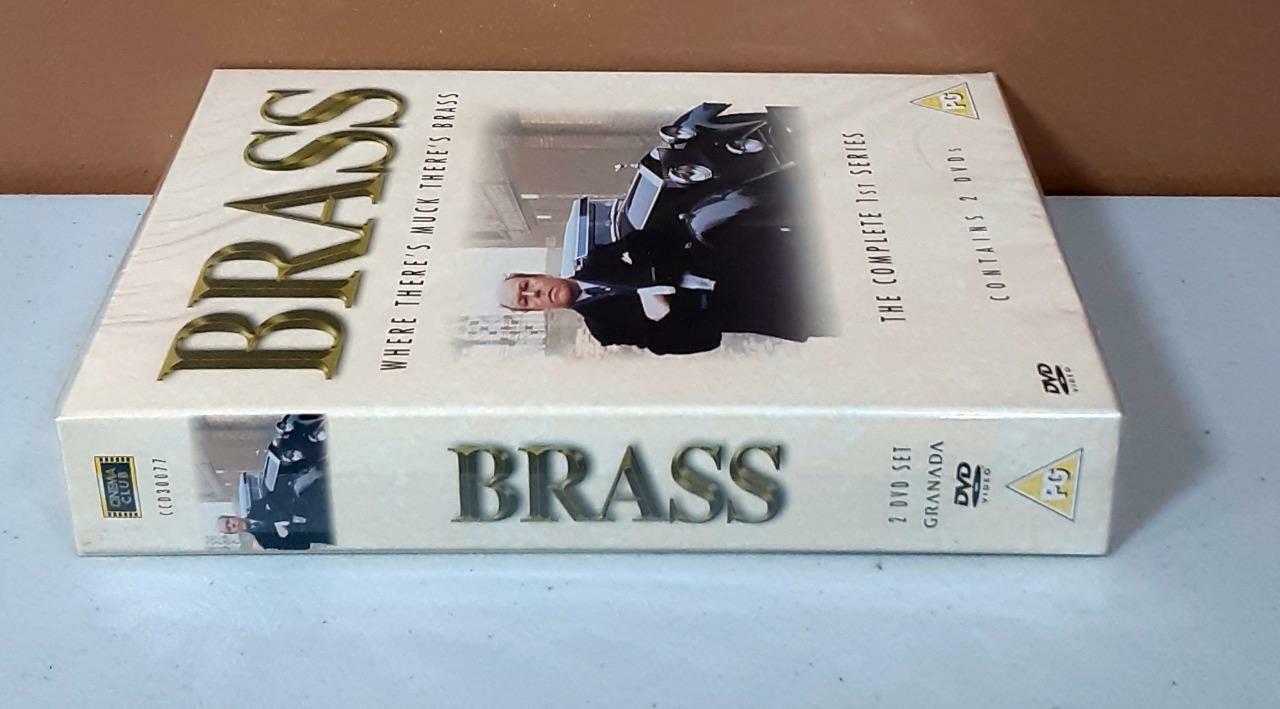 BRASS
WHERE THERE'S MUCK THERE'S BRASS
THE COMPLETE 1ST SERIES
CONTAINS 2 DVDs
PG
DVD
VIDEO
CINEMA
CLUB
CCD30077
BRASS
2 DVD SET
GRANADA
DVD
VIDEO
PG